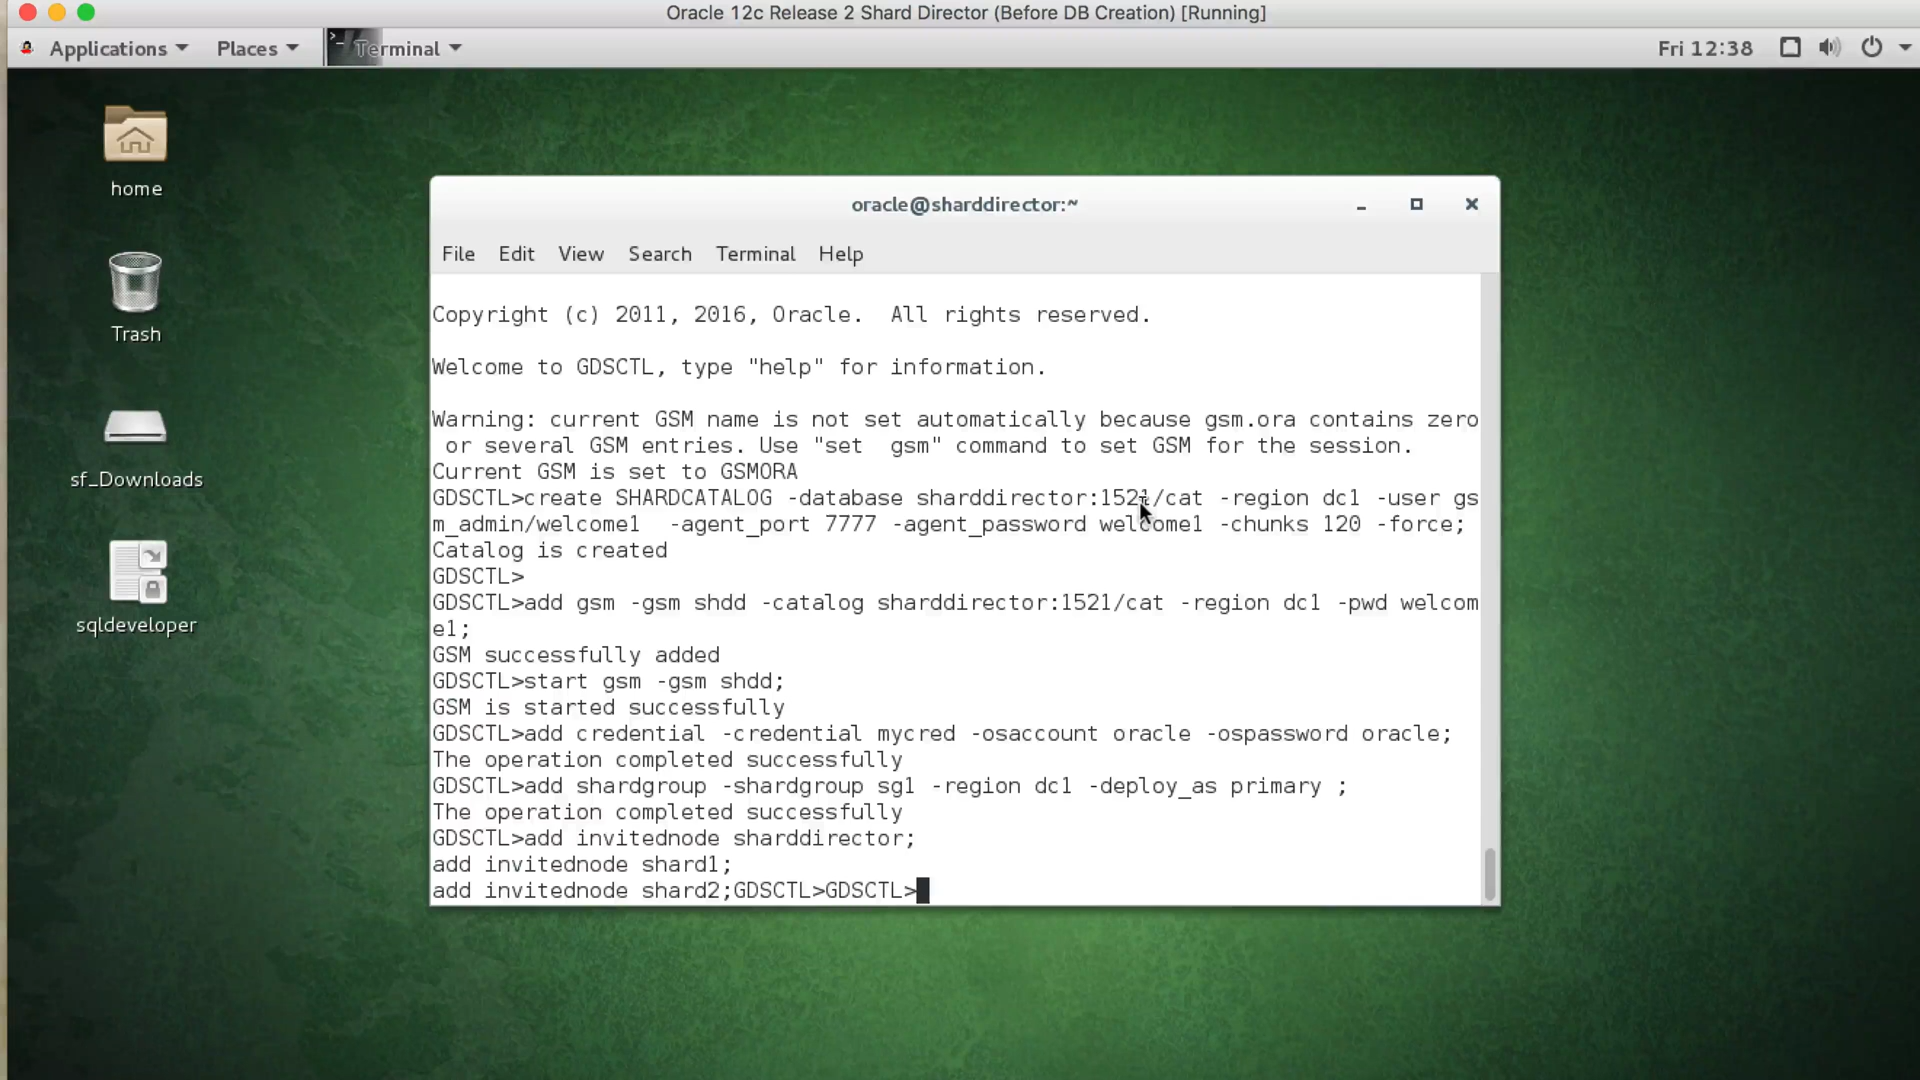 Oracle 12c Release 2 Shard Director (Before DB Creation) [Running]
Applications Places Terminal Fri 12:38
home
Trash
sf_Downloads
sqldeveloper
oracle@sharddirector:~
File Edit View Search Terminal Help
Copyright (c) 2011, 2016, Oracle.  All rights reserved.
Welcome to GDSCTL, type "help" for information.
Warning: current GSM name is not set automatically because gsm.ora contains zero
 or several GSM entries. Use "set  gsm" command to set GSM for the session.
Current GSM is set to GSMORA
GDSCTL>create SHARDCATALOG -database sharddirector:1521/cat -region dc1 -user gs
m_admin/welcome1  -agent_port 7777 -agent_password welcome1 -chunks 120 -force;
Catalog is created
GDSCTL>
GDSCTL>add gsm -gsm shdd -catalog sharddirector:1521/cat -region dc1 -pwd welcom
e1;
GSM successfully added
GDSCTL>start gsm -gsm shdd;
GSM is started successfully
GDSCTL>add credential -credential mycred -osaccount oracle -ospassword oracle;
The operation completed successfully
GDSCTL>add shardgroup -shardgroup sg1 -region dc1 -deploy_as primary ;
The operation completed successfully
GDSCTL>add invitednode sharddirector;
add invitednode shard1;
add invitednode shard2;GDSCTL>GDSCTL>